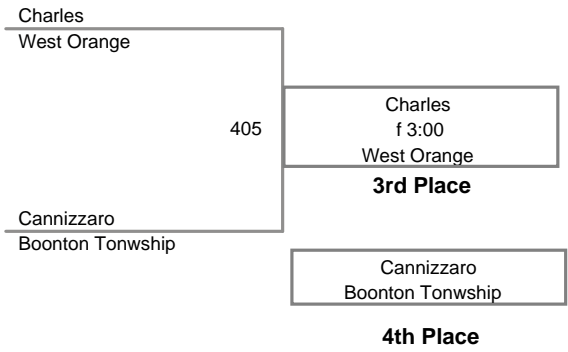 Charles
West Orange
405
Charles
f 3:00
West Orange
3rd Place
Cannizzaro
Boonton Tonwship
Cannizzaro
Boonton Tonwship
4th Place